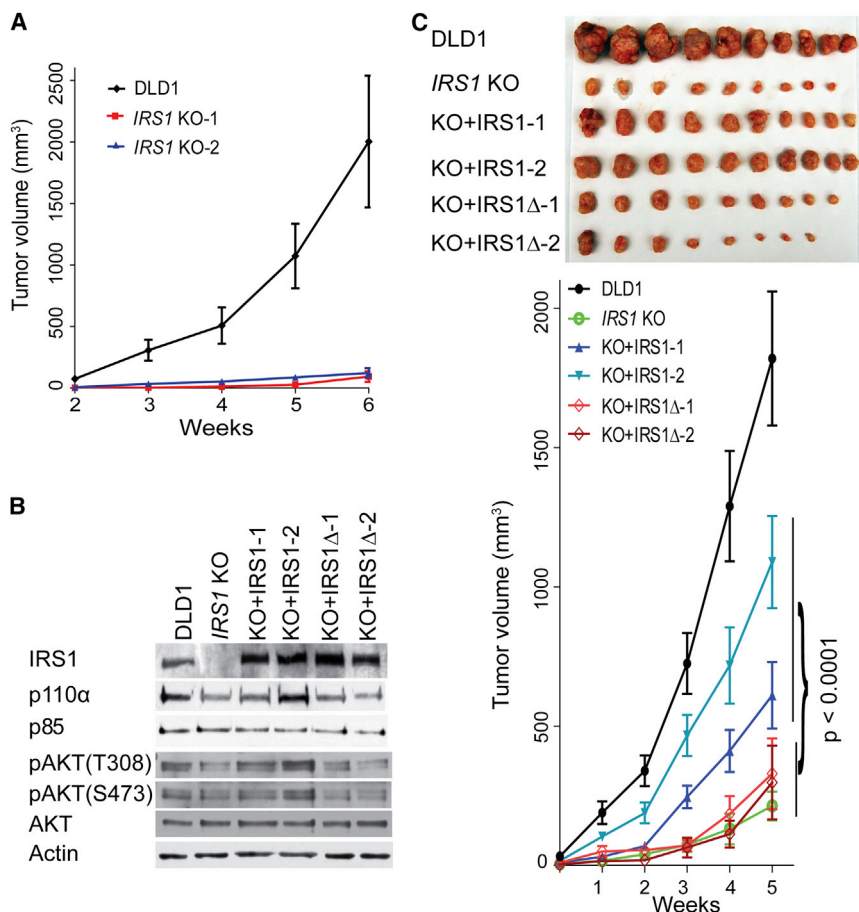 A
Tumor volume (mm³)
2500
2000
1500
1000
500
0
DLD1
IRS1 KO-1
IRS1 KO-2
2 3 4 5 6
Weeks
B
DLD1
IRS1 KO
KO+IRS1-1
KO+IRS1-2
KO+IRS1Δ-1
KO+IRS1Δ-2
IRS1
p110α
p85
pAKT(T308)
pAKT(S473)
AKT
Actin
C
DLD1
IRS1 KO
KO+IRS1-1
KO+IRS1-2
KO+IRS1Δ-1
KO+IRS1Δ-2
Tumor volume (mm³)
2000
1500
1000
500
0
DLD1
IRS1 KO
KO+IRS1-1
KO+IRS1-2
KO+IRS1Δ-1
KO+IRS1Δ-2
p < 0.0001
1 2 3 4 5
Weeks